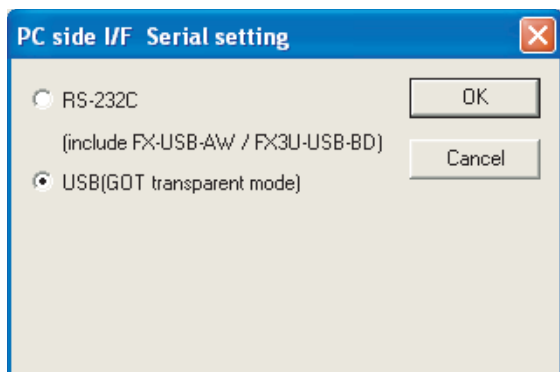 PC side I/F Serial setting
RS-232C
OK
(include FX-USB-AW / FX3U-USB-BD)
Cancel
USB(GOT transparent mode)